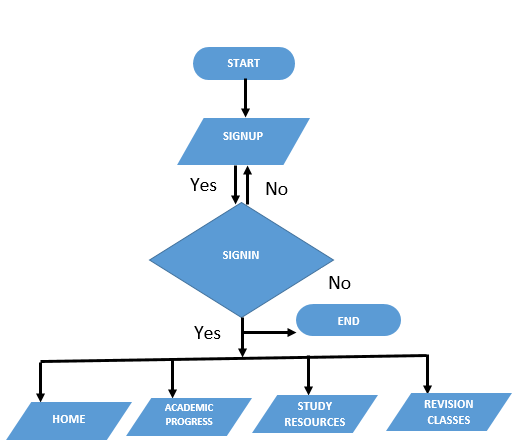 START
SIGNUP
Yes
No
SIGNIN
No
END
Yes
HOME
ACADEMIC
PROGRESS
STUDY
RESOURCES
REVISION
CLASSES